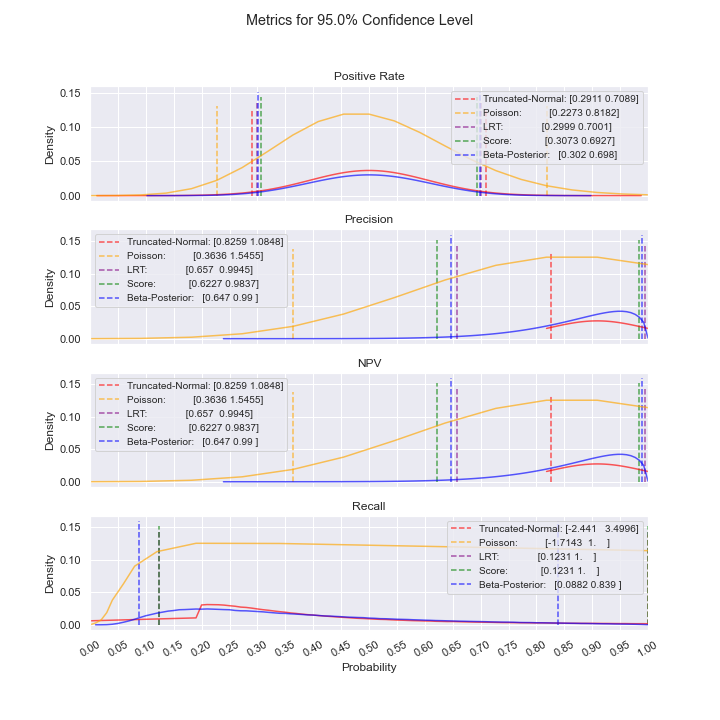 Metrics for 95.0% Confidence Level
Positive Rate
0.15
0.10
0.05
0.00
Density
Truncated-Normal: [0.2911 0.7089]
Poisson: [0.2273 0.8182]
LRT: [0.2999 0.7001]
Score: [0.3073 0.6927]
Beta-Posterior: [0.302 0.698]
Precision
0.15
0.10
0.05
0.00
Density
Truncated-Normal: [0.8259 1.0848]
Poisson: [0.3636 1.5455]
LRT: [0.657 0.9945]
Score: [0.6227 0.9837]
Beta-Posterior: [0.647 0.99 ]
NPV
0.15
0.10
0.05
0.00
Density
Truncated-Normal: [0.8259 1.0848]
Poisson: [0.3636 1.5455]
LRT: [0.657 0.9945]
Score: [0.6227 0.9837]
Beta-Posterior: [0.647 0.99 ]
Recall
0.15
0.10
0.05
0.00
Density
Truncated-Normal: [-2.441 3.4996]
Poisson: [-1.7143 1. ]
LRT: [0.1231 1. ]
Score: [0.1231 1. ]
Beta-Posterior: [0.0882 0.839 ]
0.00 0.05 0.10 0.15 0.20 0.25 0.30 0.35 0.40 0.45 0.50 0.55 0.60 0.65 0.70 0.75 0.80 0.85 0.90 0.95 1.00
Probability